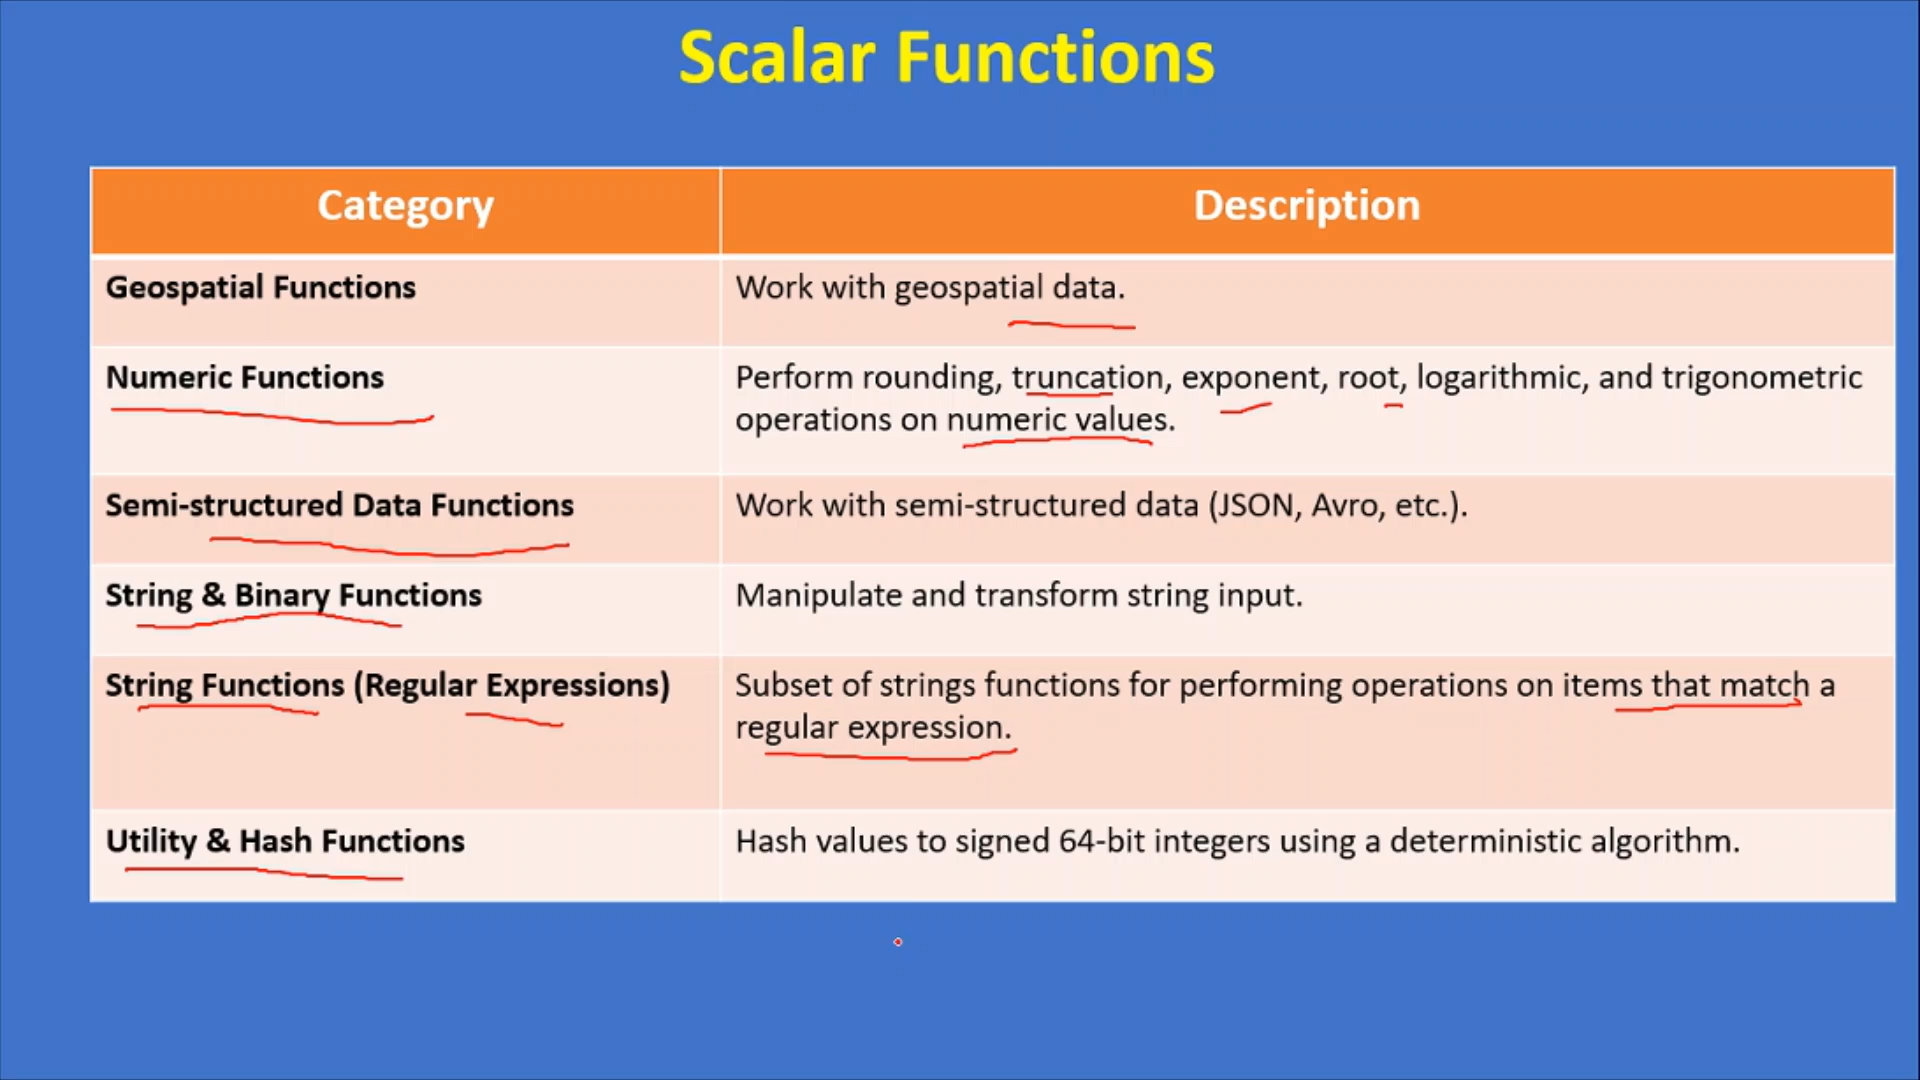 Scalar Functions
Category
Description
Geospatial Functions
Work with geospatial data.
Numeric Functions
Perform rounding, truncation, exponent, root, logarithmic, and trigonometric
operations on numeric values.
Semi-structured Data Functions
Work with semi-structured data (JSON, Avro, etc.).
String & Binary Functions
Manipulate and transform string input.
String Functions (Regular Expressions)
Subset of strings functions for performing operations on items that match a
regular expression.
Utility & Hash Functions
Hash values to signed 64-bit integers using a deterministic algorithm.